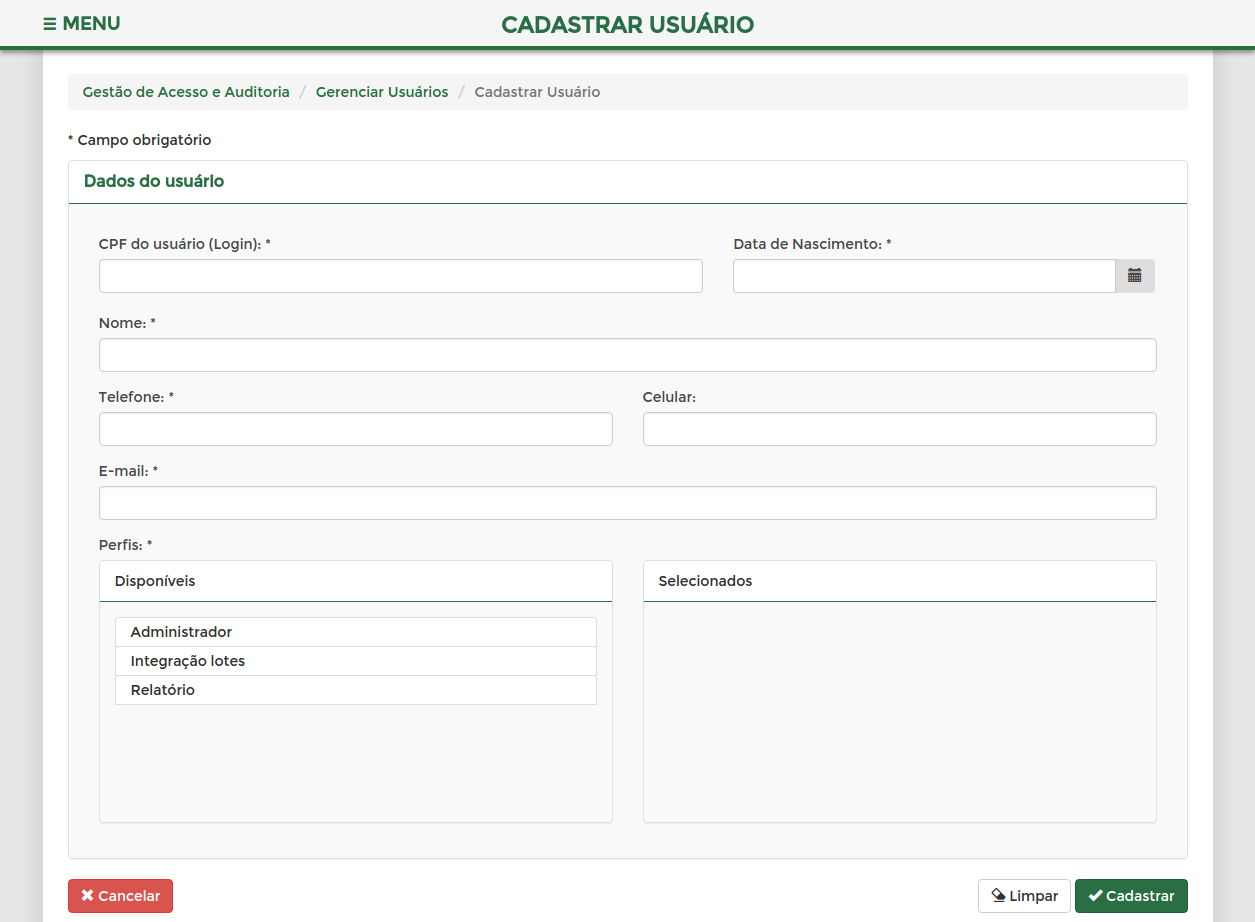 ☰ MENU
CADASTRAR USUÁRIO
Gestão de Acesso e Auditoria / Gerenciar Usuários / Cadastrar Usuário
* Campo obrigatório
Dados do usuário
CPF do usuário (Login): *
Data de Nascimento: *
Nome: *
Telefone: *
Celular:
E-mail: *
Perfis: *
Disponíveis
Administrador
Integração lotes
Relatório
Selecionados
Cancelar
Limpar
Cadastrar